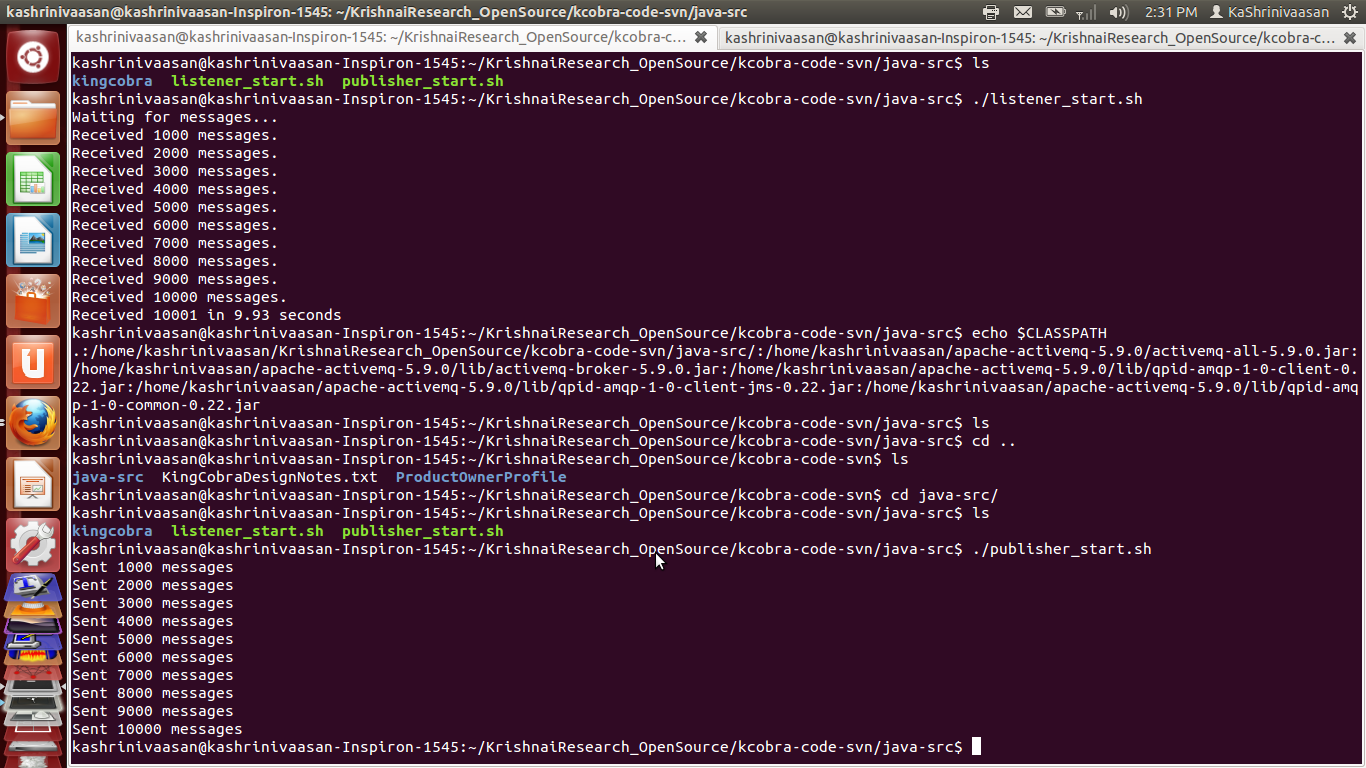 kashrinivaasan@kashrinivaasan-Inspiron-1545: ~/KrishnaiResearch_OpenSource/kcobra-code-svn/java-src
2:31 PM KaShrinivaasan
kashrinivaasan@kashrinivaasan-Inspiron-1545: ~/KrishnaiResearch_OpenSource/kcobra-c...
kashrinivaasan@kashrinivaasan-Inspiron-1545: ~/KrishnaiResearch_OpenSource/kcobra-c...
kashrinivaasan@kashrinivaasan-Inspiron-1545:~/KrishnaiResearch_OpenSource/kcobra-code-svn/java-src$ ls
kingcobra listener_start.sh publisher_start.sh
kashrinivaasan@kashrinivaasan-Inspiron-1545:~/KrishnaiResearch_OpenSource/kcobra-code-svn/java-src$ ./listener_start.sh
Waiting for messages...
Received 1000 messages.
Received 2000 messages.
Received 3000 messages.
Received 4000 messages.
Received 5000 messages.
Received 6000 messages.
Received 7000 messages.
Received 8000 messages.
Received 9000 messages.
Received 10000 messages.
Received 10001 in 9.93 seconds
kashrinivaasan@kashrinivaasan-Inspiron-1545:~/KrishnaiResearch_OpenSource/kcobra-code-svn/java-src$ echo $CLASSPATH
.:/home/kashrinivaasan/KrishnaiResearch_OpenSource/kcobra-code-svn/java-src/:/home/kashrinivaasan/apache-activemq-5.9.0/activemq-all-5.9.0.jar:
/home/kashrinivaasan/apache-activemq-5.9.0/lib/activemq-broker-5.9.0.jar:/home/kashrinivaasan/apache-activemq-5.9.0/lib/qpid-amqp-1-0-client-0.
22.jar:/home/kashrinivaasan/apache-activemq-5.9.0/lib/qpid-amqp-1-0-client-jms-0.22.jar:/home/kashrinivaasan/apache-activemq-5.9.0/lib/qpid-amq
p-1-0-common-0.22.jar
kashrinivaasan@kashrinivaasan-Inspiron-1545:~/KrishnaiResearch_OpenSource/kcobra-code-svn/java-src$ ls
kashrinivaasan@kashrinivaasan-Inspiron-1545:~/KrishnaiResearch_OpenSource/kcobra-code-svn/java-src$ cd ..
kashrinivaasan@kashrinivaasan-Inspiron-1545:~/KrishnaiResearch_OpenSource/kcobra-code-svn$ ls
java-src KingCobraDesignNotes.txt ProductOwnerProfile
kashrinivaasan@kashrinivaasan-Inspiron-1545:~/KrishnaiResearch_OpenSource/kcobra-code-svn$ cd java-src/
kashrinivaasan@kashrinivaasan-Inspiron-1545:~/KrishnaiResearch_OpenSource/kcobra-code-svn/java-src$ ls
kingcobra listener_start.sh publisher_start.sh
kashrinivaasan@kashrinivaasan-Inspiron-1545:~/KrishnaiResearch_OpenSource/kcobra-code-svn/java-src$ ./publisher_start.sh
Sent 1000 messages
Sent 2000 messages
Sent 3000 messages
Sent 4000 messages
Sent 5000 messages
Sent 6000 messages
Sent 7000 messages
Sent 8000 messages
Sent 9000 messages
Sent 10000 messages
kashrinivaasan@kashrinivaasan-Inspiron-1545:~/KrishnaiResearch_OpenSource/kcobra-code-svn/java-src$